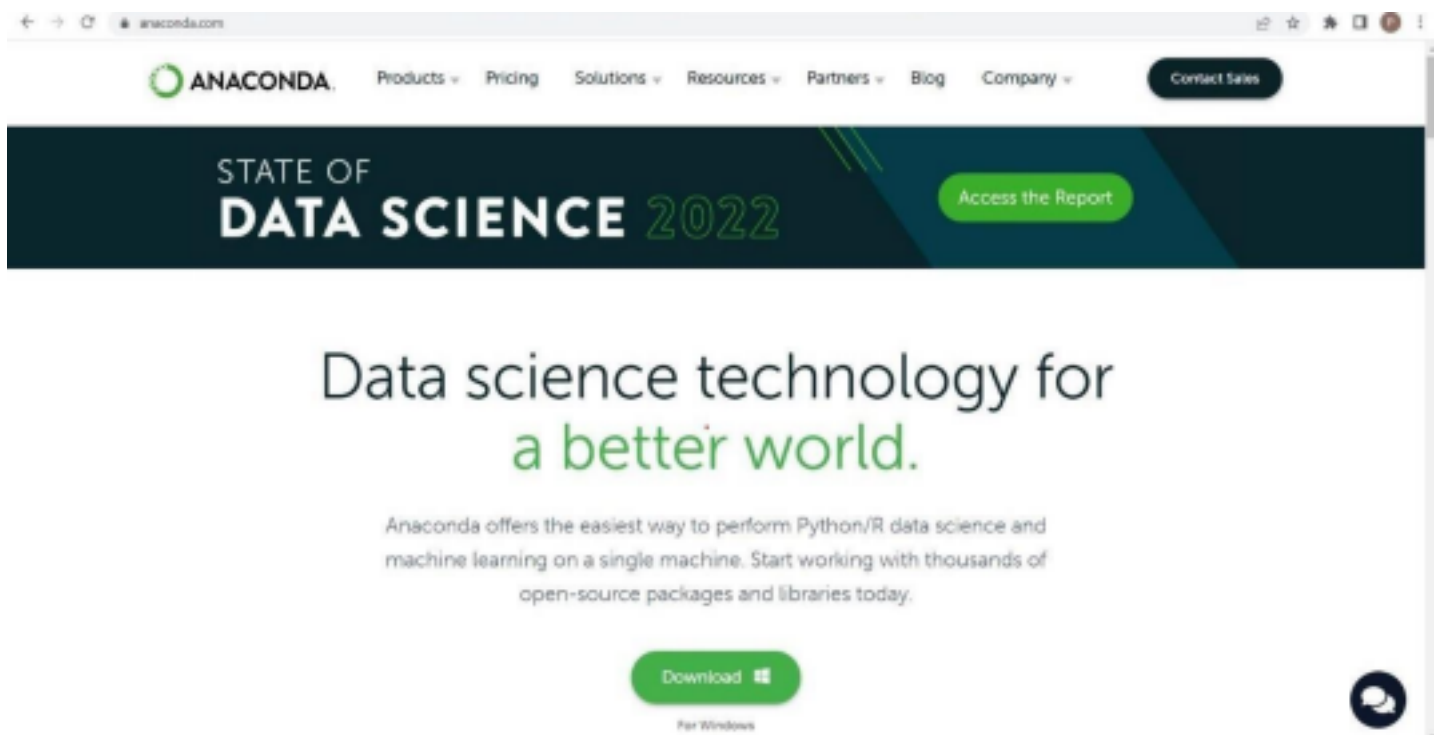 anaconda.com
ANACONDA.
Products Pricing Solutions Resources Partners Blog Company Contact Sales
STATE OF
DATA SCIENCE 2022
Access the Report
Data science technology for
a better world.
Anaconda offers the easiest way to perform Python/R data science and
machine learning on a single machine. Start working with thousands of
open-source packages and libraries today.
Download
For Windows